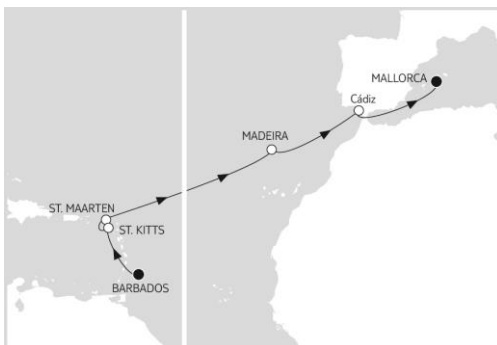 MALLORCA
Cádiz
MADEIRA
ST. MAARTEN
ST. KITTS
BARBADOS